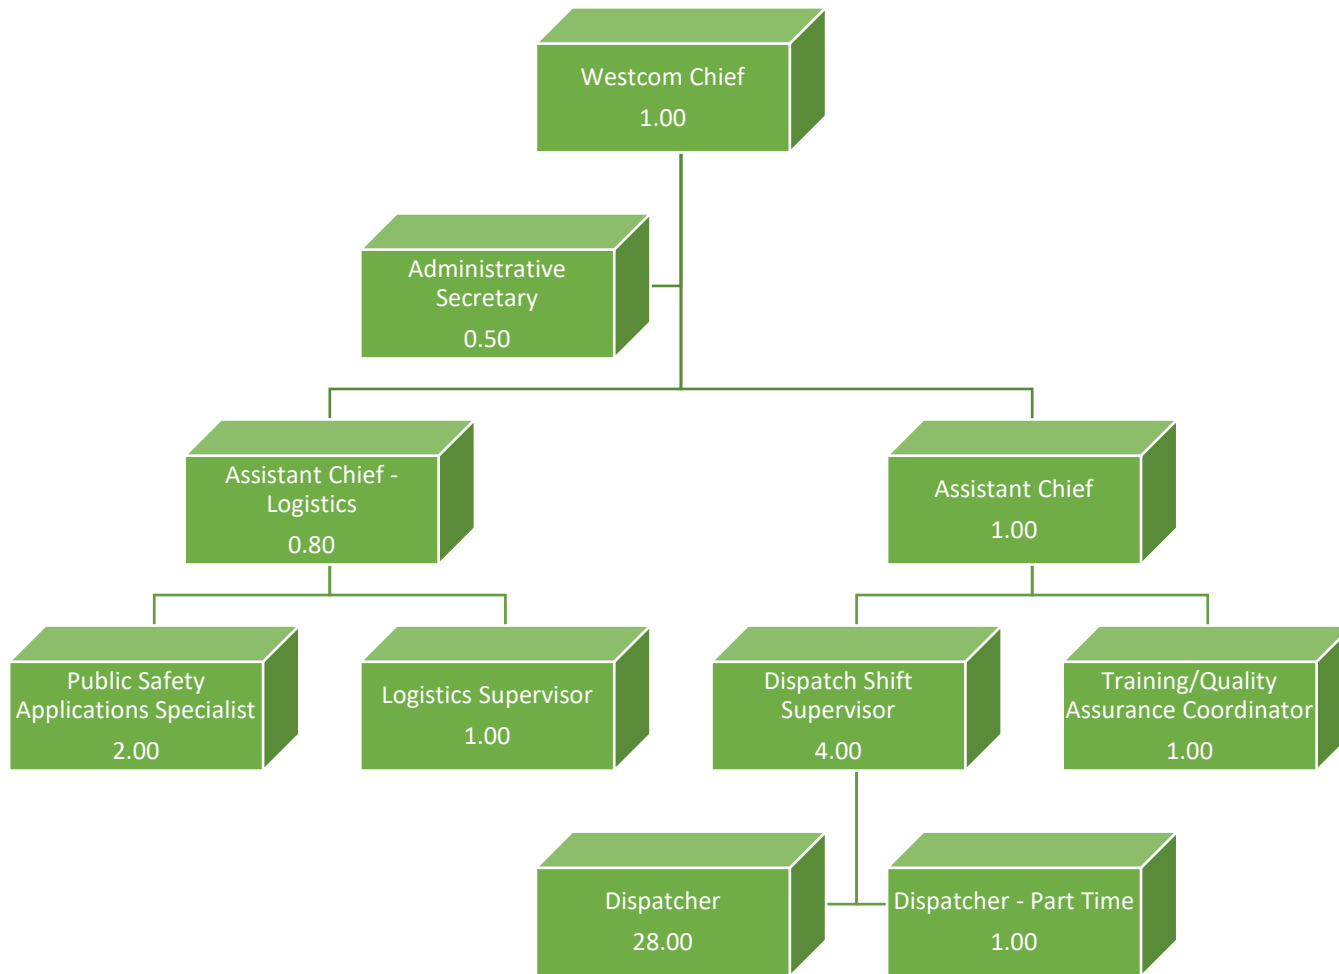 Westcom Chief
1.00
Administrative
Secretary
0.50
Assistant Chief -
Logistics
0.80
Assistant Chief
1.00
Public Safety
Applications Specialist
2.00
Logistics Supervisor
1.00
Dispatch Shift
Supervisor
4.00
Training/Quality
Assurance Coordinator
1.00
Dispatcher
28.00
Dispatcher - Part Time
1.00